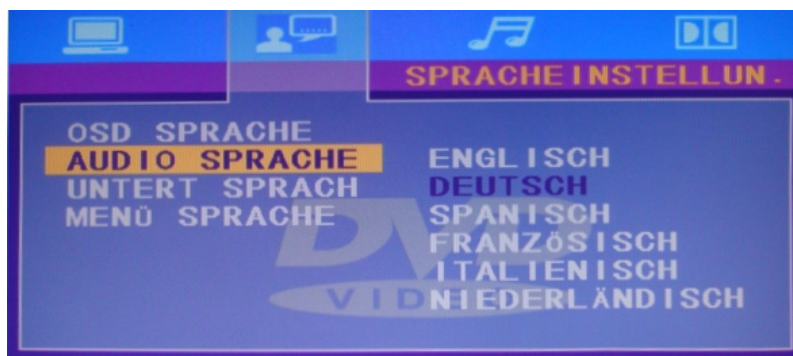 SPRACHEINSTELLUN.
OSD SPRACHE
AUDIO SPRACHE
UNTERT SPRACH
MENÜ SPRACHE
ENGLISCH
DEUTSCH
SPANISCH
FRANZÖSISCH
ITALIENISCH
NIEDERLÄNDISCH
DVD
VIDEO